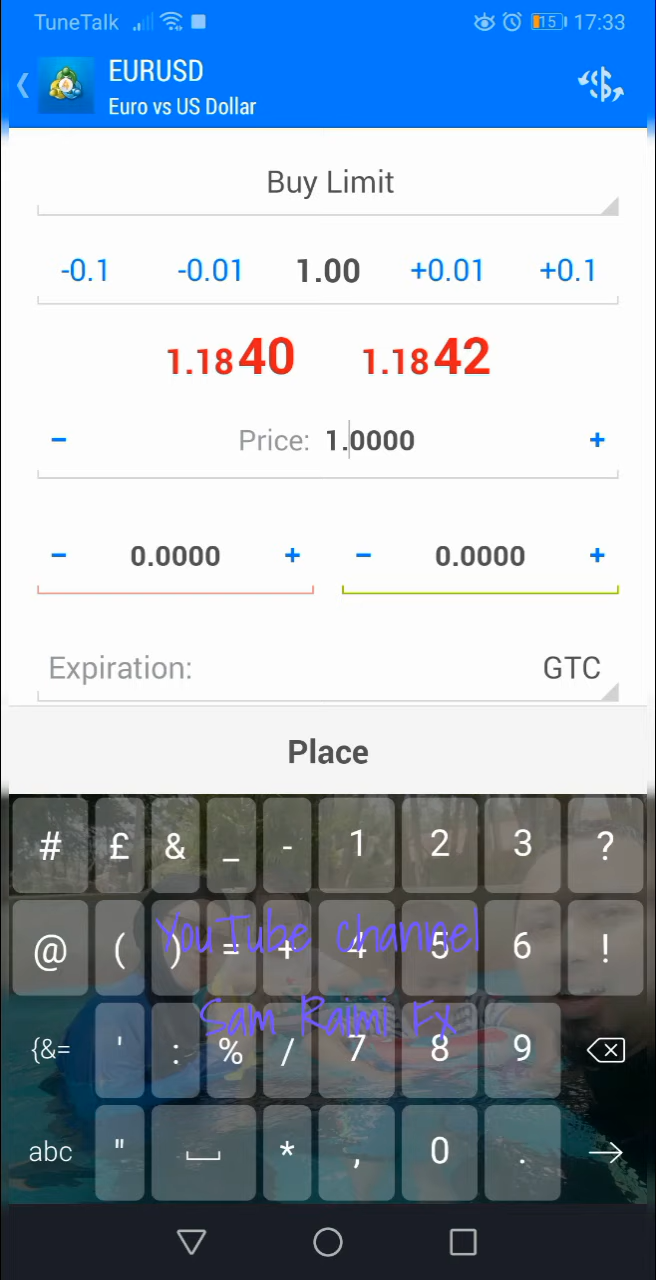 TuneTalk 15 17:33
EURUSD
Euro vs US Dollar
Buy Limit
-0.1 -0.01 1.00 +0.01 +0.1
1.1840 1.1842
- Price: 1.0000 +
- 0.0000 + - 0.0000 +
Expiration: GTC
Place
# £ & _ - 1 2 3 ?
@ ( ) = + 4 5 6 !
YouTube channel
Sam Raimi Fx
{&= ' : % / 7 8 9
abc " * , 0 .